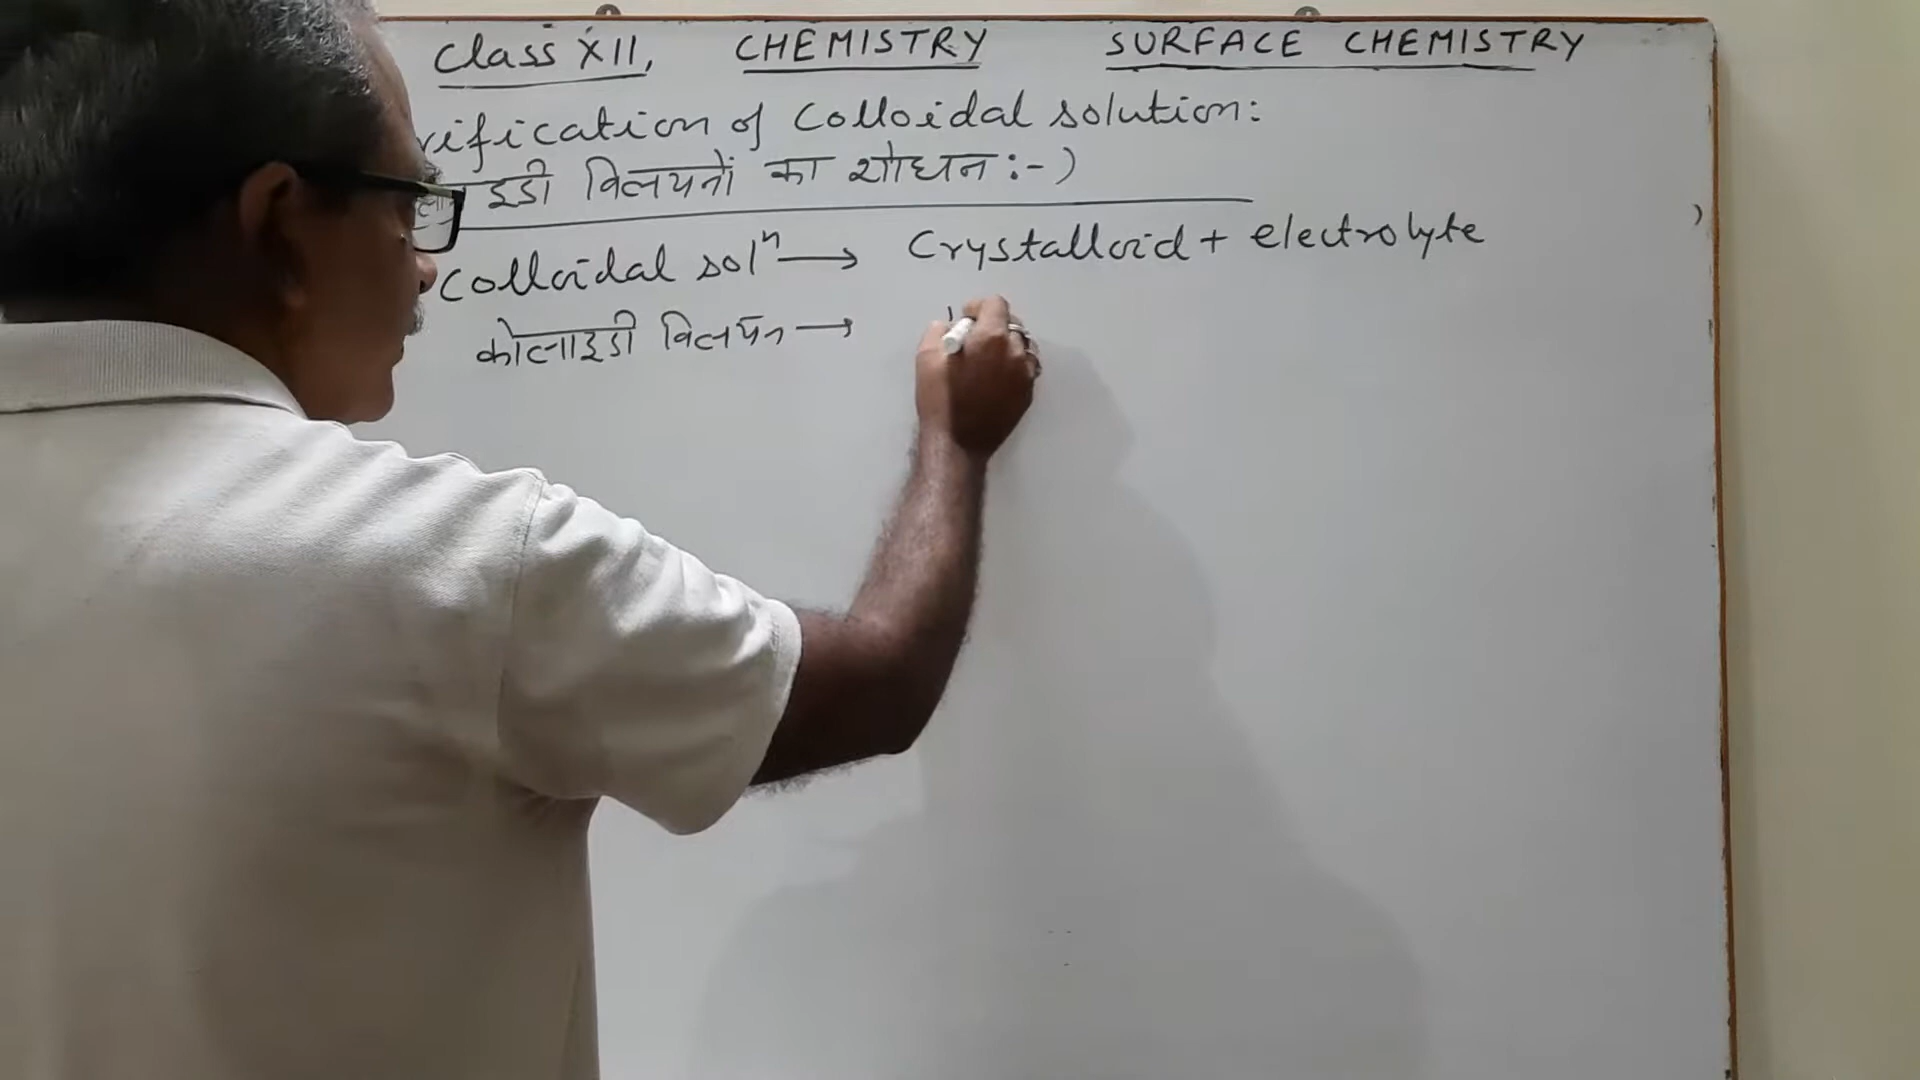 Class XII, CHEMISTRY SURFACE CHEMISTRY
rification of Colloidal solution:
इडी विलयनों का शोधन :-)
Colloidal solⁿ → Crystalloid + electrolyte
कोलाइडी विलयन →